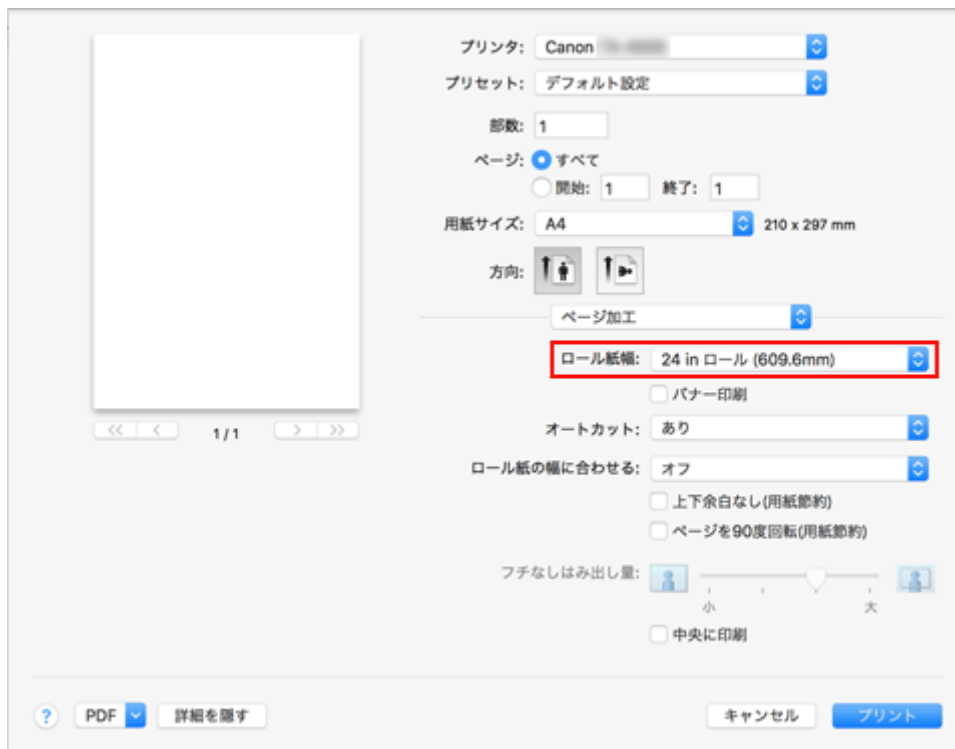 プリンタ: Canon
プリセット: デフォルト設定
部数: 1
ページ: すべて
開始: 1 終了: 1
用紙サイズ: A4 210 x 297 mm
方向:
ページ加工
ロール紙幅: 24 in ロール (609.6mm)
バナー印刷
1 / 1
オートカット: あり
ロール紙の幅に合わせる: オフ
上下余白なし(用紙節約)
ページを90度回転(用紙節約)
フチなしはみ出し量:
小 大
中央に印刷
? PDF 詳細を隠す キャンセル プリント